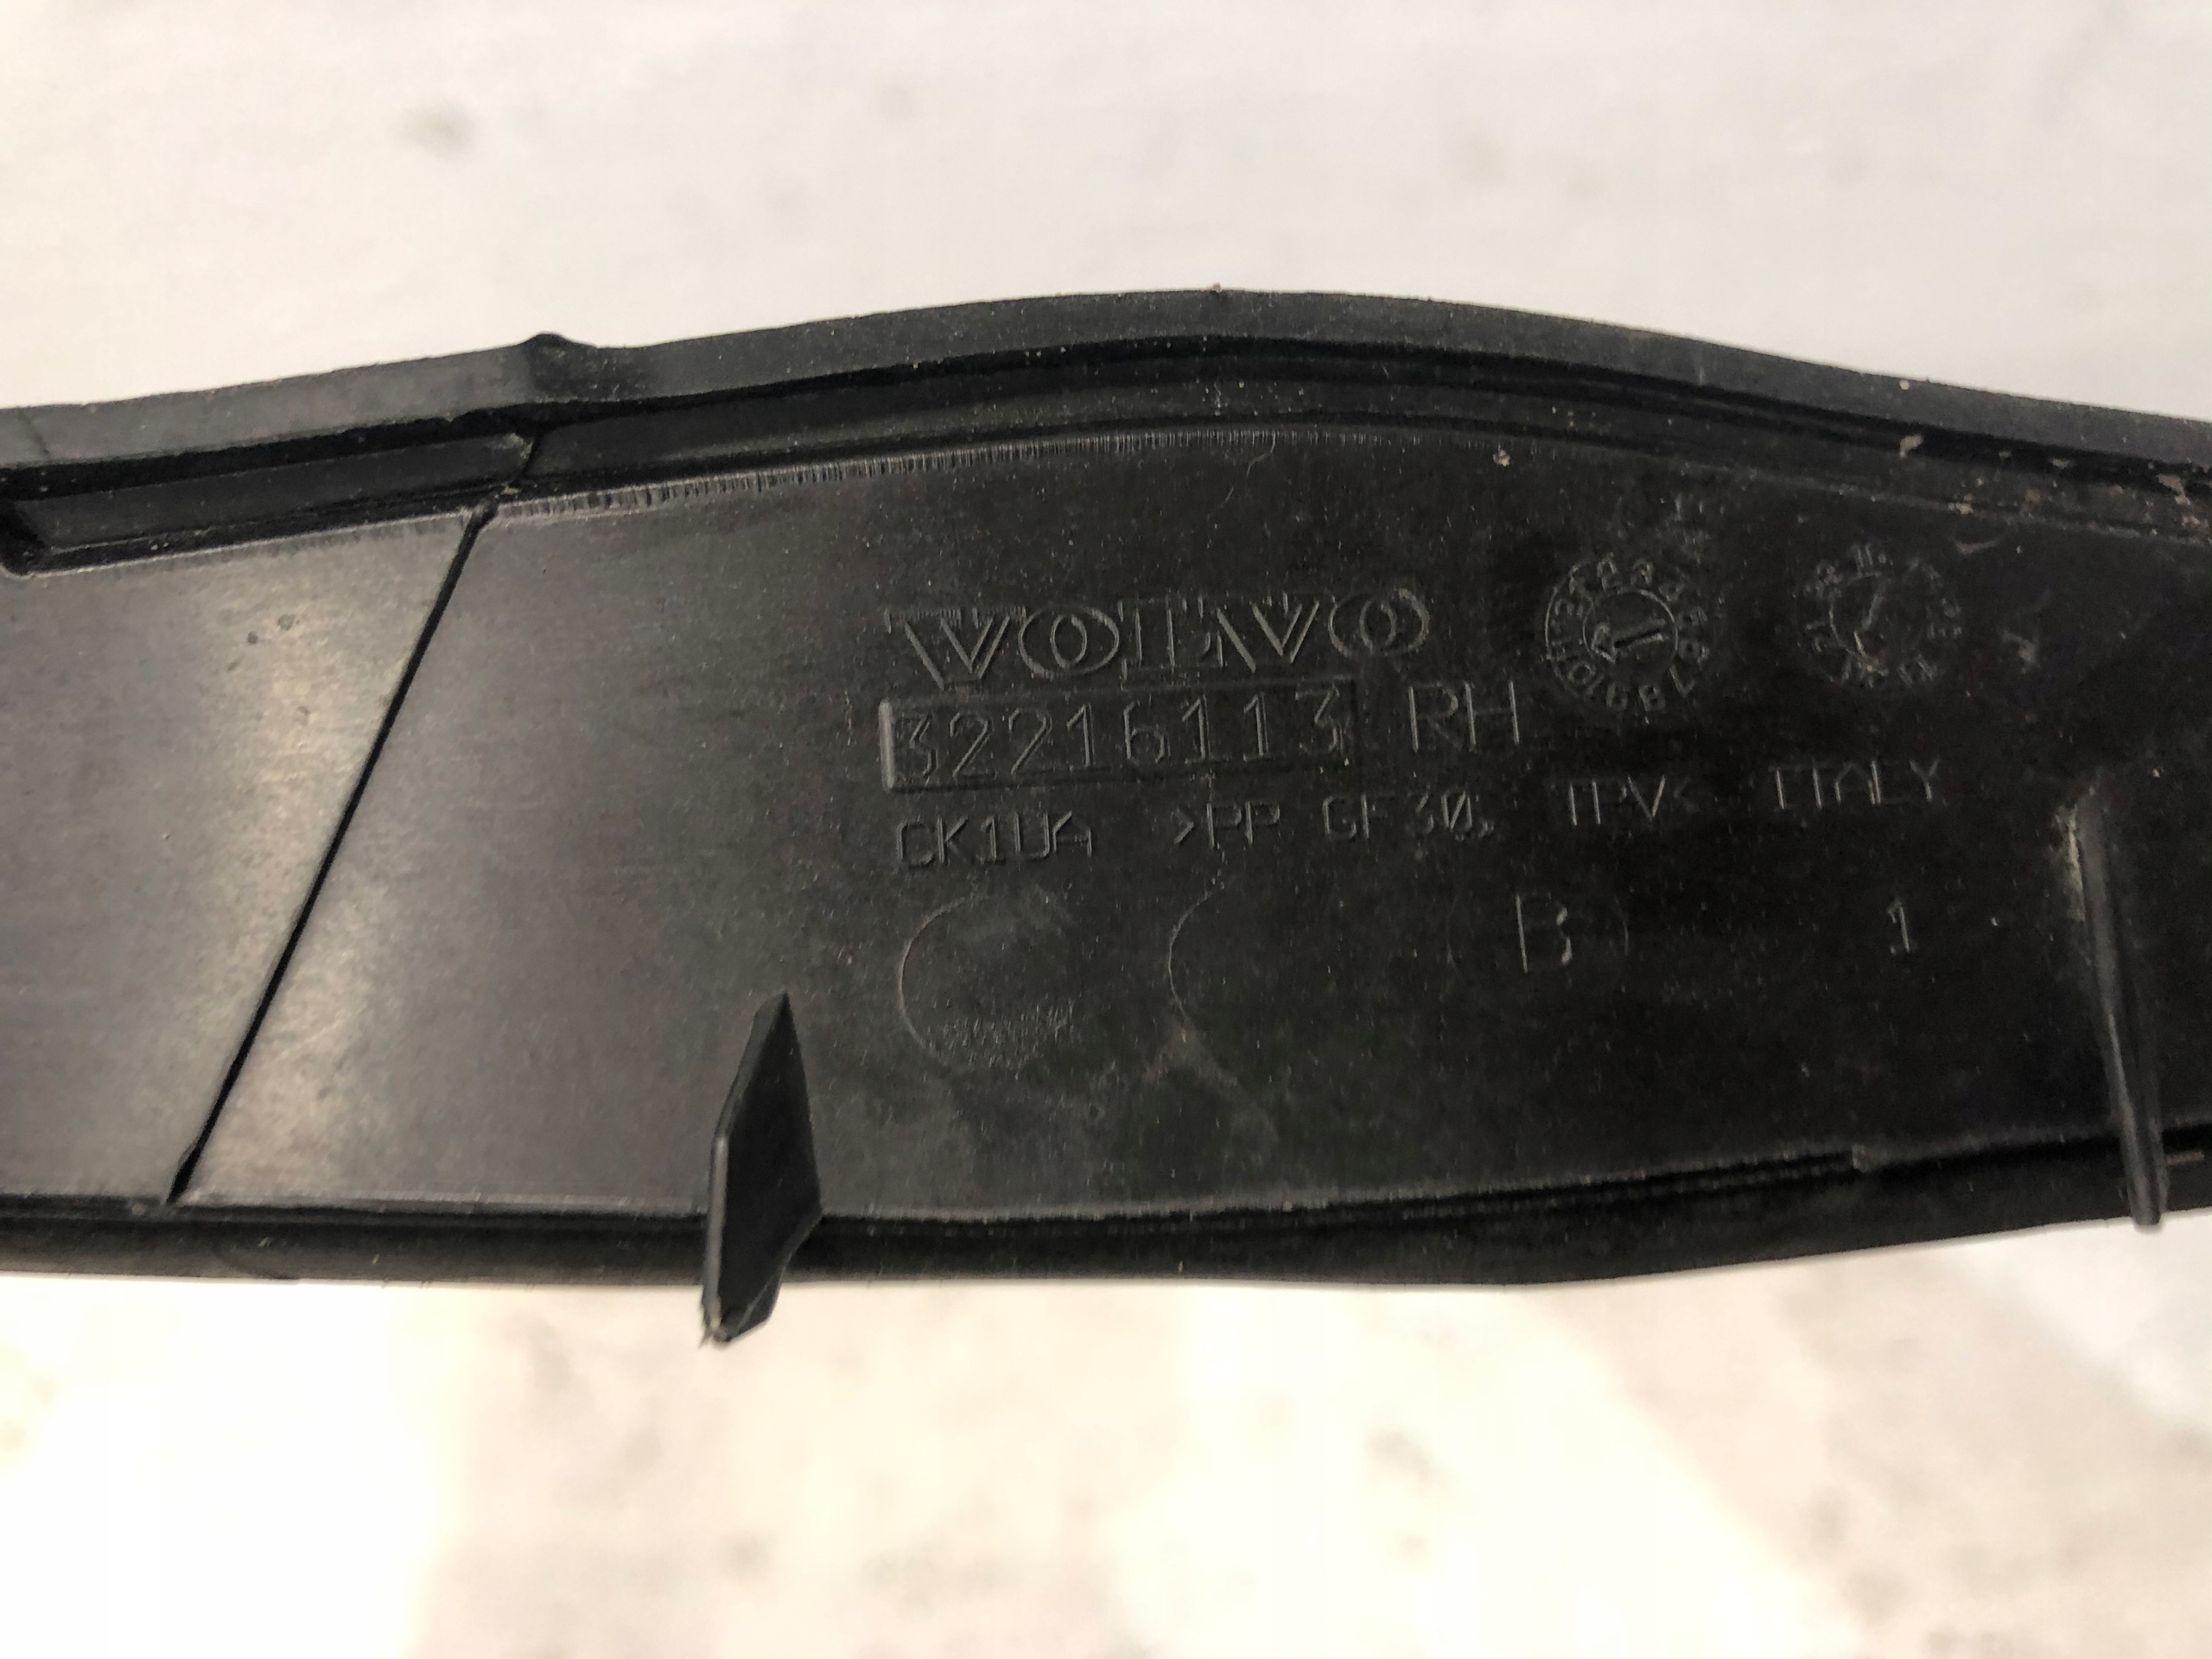 VOLVO
32216113 RH
CK1UA >PP GF30, TPV< ITALY
B 1